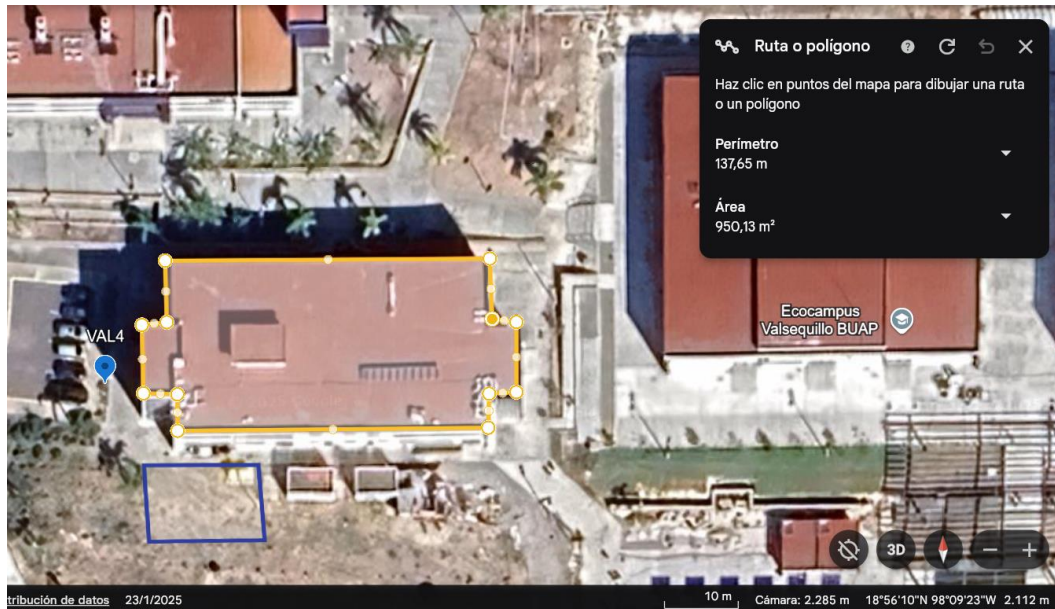 Ruta o polígono
Haz clic en puntos del mapa para dibujar una ruta
o un polígono
Perímetro
137,65 m
Área
950,13 m²
VAL4
Ecocampus
Valsequillo BUAP
3D
tribución de datos 23/1/2025 10 m Cámara: 2.285 m 18°56'10"N 98°09'23"W 2.112 m